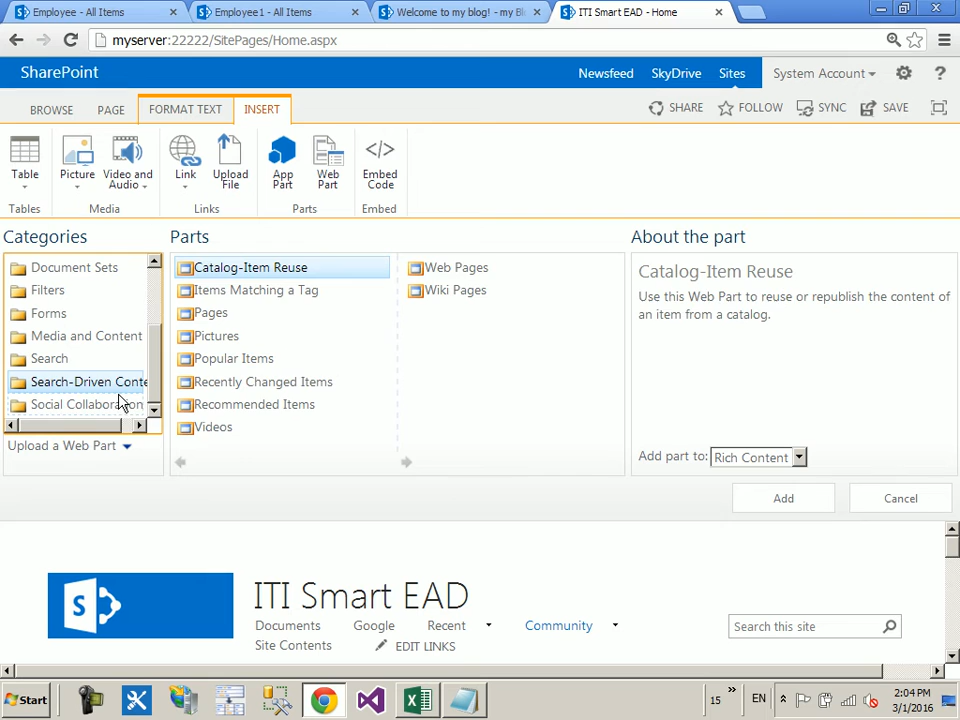 Employee - All Items
Employee1 - All Items
Welcome to my blog! - my Bl
ITI Smart EAD - Home
myserver:22222/SitePages/Home.aspx
SharePoint
Newsfeed
SkyDrive
Sites
System Account
?
BROWSE
PAGE
FORMAT TEXT
INSERT
SHARE
FOLLOW
SYNC
SAVE
Table
Picture
Video and Audio
Link
Upload File
App Part
Web Part
Embed Code
Tables
Media
Links
Parts
Embed
Categories
Document Sets
Filters
Forms
Media and Content
Search
Search-Driven Conte
Social Collaboration
Upload a Web Part
Parts
Catalog-Item Reuse
Items Matching a Tag
Pages
Pictures
Popular Items
Recently Changed Items
Recommended Items
Videos
Web Pages
Wiki Pages
About the part
Catalog-Item Reuse
Use this Web Part to reuse or republish the content of
an item from a catalog.
Add part to:
Rich Content
Add
Cancel
S
ITI Smart EAD
Documents
Google
Recent
Community
Site Contents
EDIT LINKS
Search this site
Start
15
EN
2:04 PM
3/1/2016